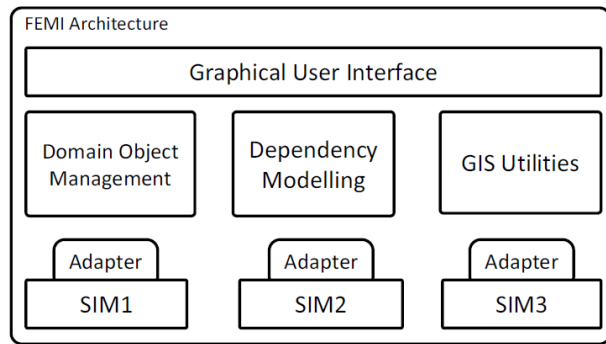 FEMI Architecture
Graphical User Interface
Domain Object
Management
Dependency
Modelling
GIS Utilities
Adapter
SIM1
Adapter
SIM2
Adapter
SIM3